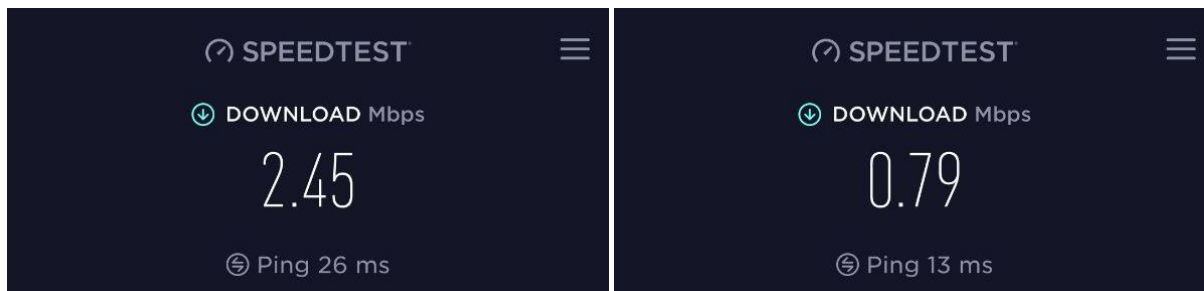 SPEEDTEST
DOWNLOAD Mbps
2.45
Ping 26 ms
SPEEDTEST
DOWNLOAD Mbps
0.79
Ping 13 ms